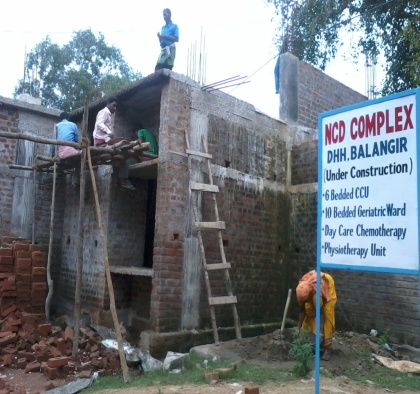 NCD COMPLEX
DHH. BALANGIR
(Under Construction)
• 6 Bedded CCU
• 10 Bedded Geriatric Ward
• Day Care Chemotherapy
• Physiotherapy Unit